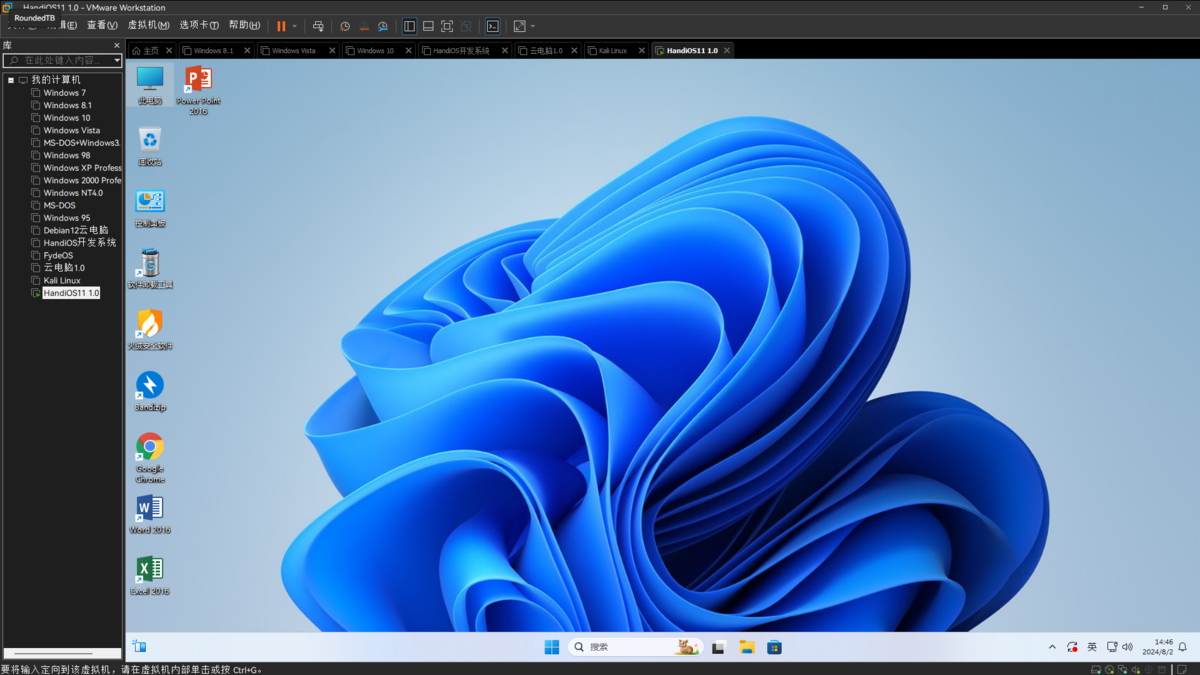 HandiOS11 1.0 - VMware Workstation
RoundedTB
查看(V) 虚拟机(M) 选项卡(T) 帮助(H)
库
在此处键入内容...
主页 Windows 8.1 Windows Vista Windows 10 HandiOS开发系统 云电脑1.0 Kali Linux HandiOS11 1.0
我的计算机
Windows 7
Windows 8.1
Windows 10
Windows Vista
MS-DOS+Windows3.
Windows 98
Windows XP Profess
Windows 2000 Profe
Windows NT4.0
MS-DOS
Windows 95
Debian12云电脑
HandiOS开发系统
FydeOS
云电脑1.0
Kali Linux
HandiOS11 1.0
此电脑
Power Point
2016
回收站
控制面板
软件卸载工具
火绒安全软件
Bandizip
Google
Chrome
Word 2016
Excel 2016
搜索
英
14:46
2024/8/2
要将输入定向到该虚拟机，请在虚拟机内部单击或按 Ctrl+G。